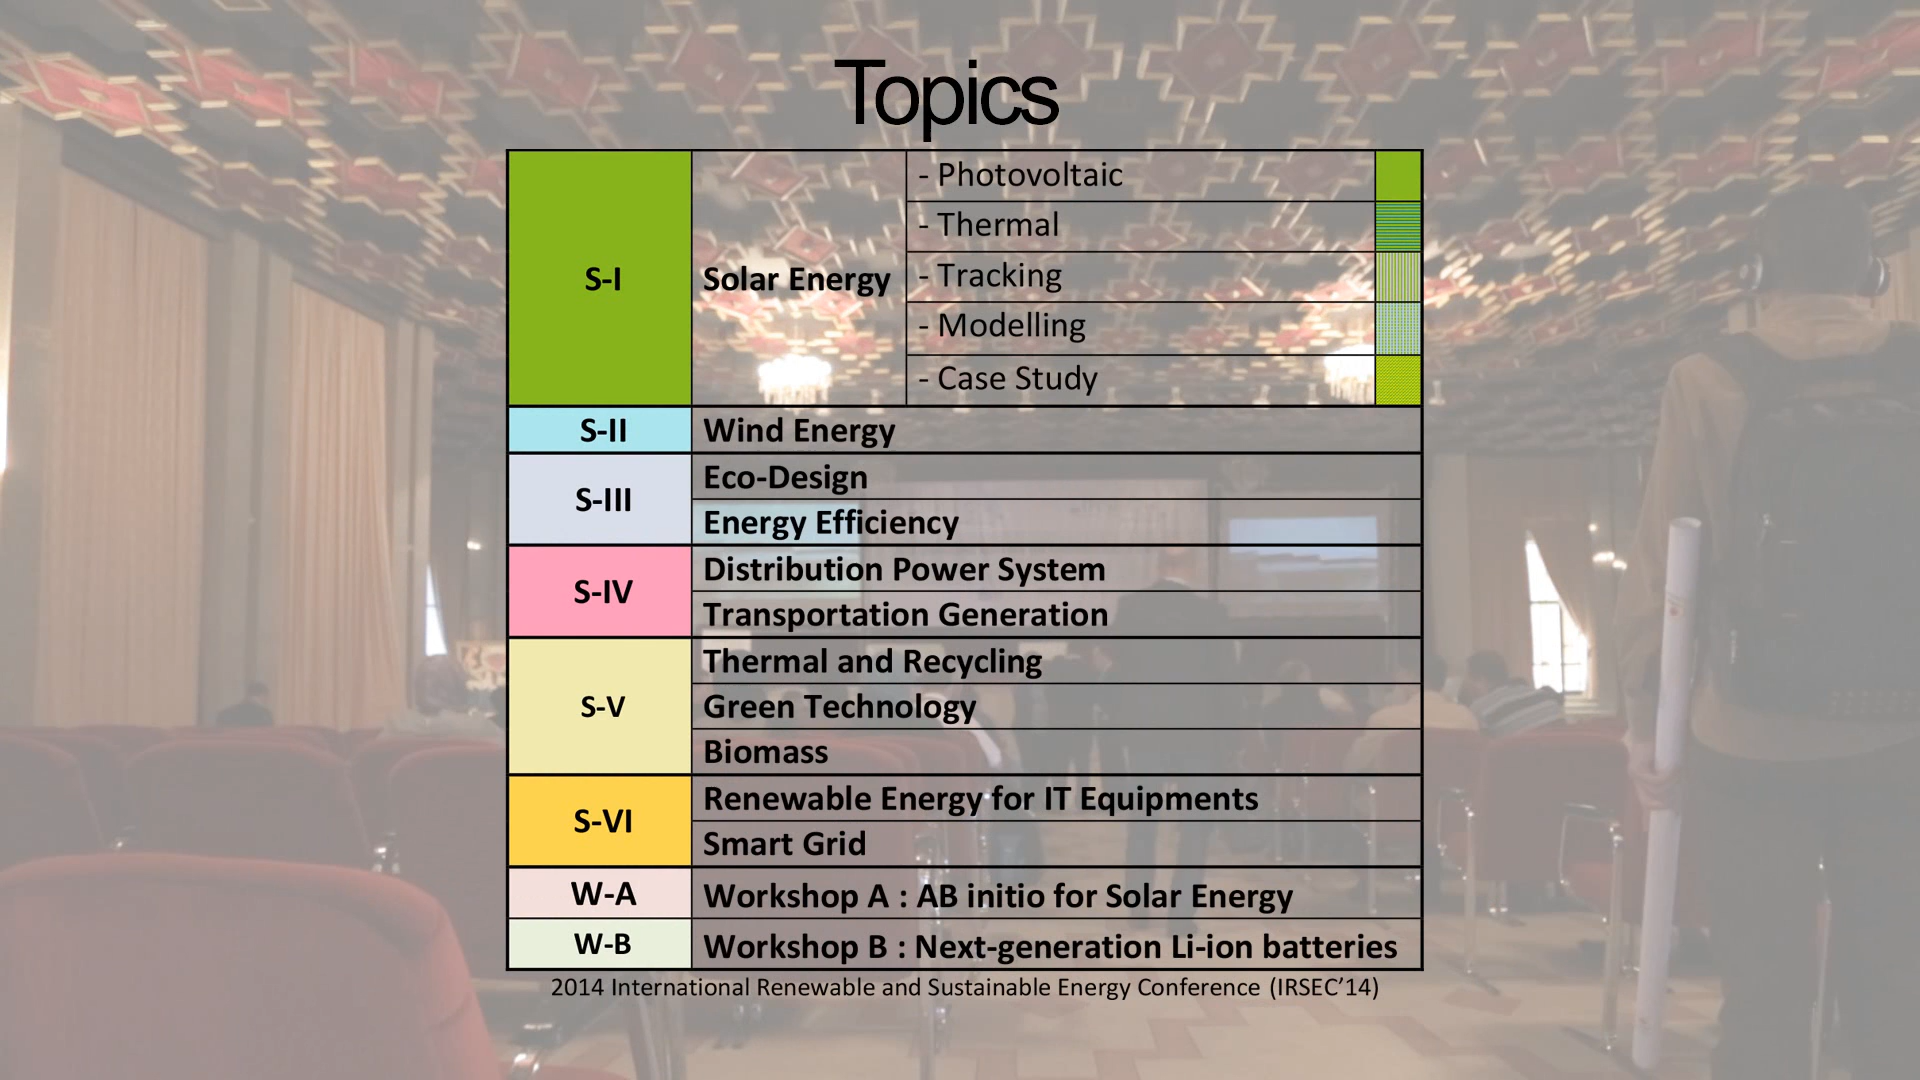 Topics
S-I
Solar Energy
- Photovoltaic
- Thermal
- Tracking
- Modelling
- Case Study
S-II
Wind Energy
S-III
Eco-Design
Energy Efficiency
S-IV
Distribution Power System
Transportation Generation
S-V
Thermal and Recycling
Green Technology
Biomass
S-VI
Renewable Energy for IT Equipments
Smart Grid
W-A
Workshop A : AB initio for Solar Energy
W-B
Workshop B : Next-generation Li-ion batteries
2014 International Renewable and Sustainable Energy Conference (IRSEC’14)